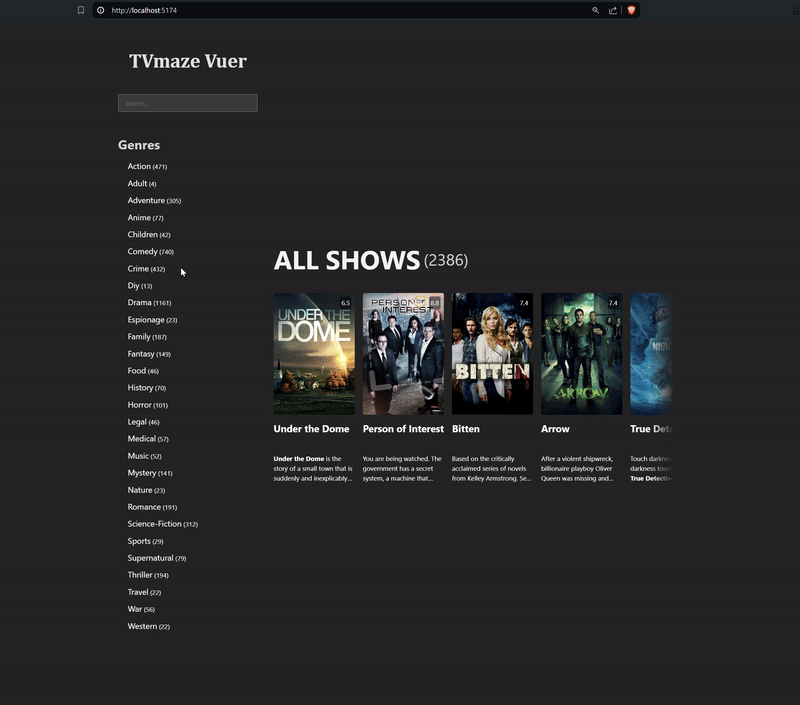 http://localhost:5174
TVmaze Vuer
Search...
Genres
Action (471)
Adult (4)
Adventure (305)
Anime (77)
Children (42)
Comedy (740)
Crime (432)
Diy (13)
Drama (1161)
Espionage (23)
Family (187)
Fantasy (149)
Food (46)
History (70)
Horror (101)
Legal (46)
Medical (57)
Music (52)
Mystery (141)
Nature (23)
Romance (191)
Science-Fiction (312)
Sports (29)
Supernatural (79)
Thriller (194)
Travel (22)
War (56)
Western (22)
ALL SHOWS (2386)
6.5
UNDER THE
DOME
Under the Dome
Under the Dome is the
story of a small town that is
suddenly and inexplicably...
8.8
PERSON OF
INTEREST
Person of Interest
You are being watched. The
government has a secret
system, a machine that...
7.4
BITTEN
Bitten
Based on the critically
acclaimed series of novels
from Kelley Armstrong. Se...
7.4
ARROW
Arrow
After a violent shipwreck,
billionaire playboy Oliver
Queen was missing and...
True Det
Touch darkne
darkness touc
True Detectiv